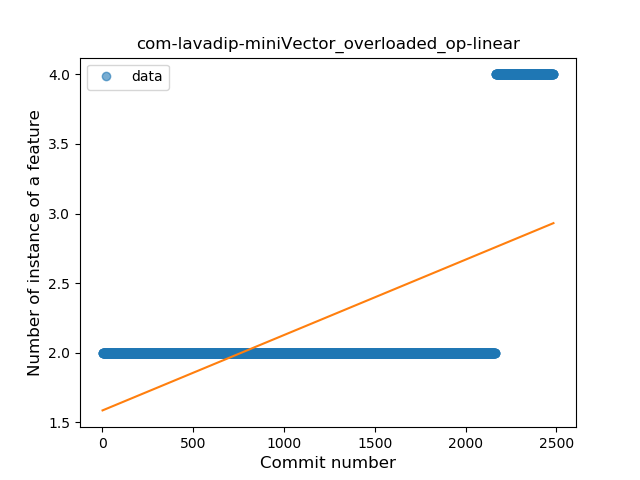 com-lavadip-miniVector_overloaded_op-linear
data
Number of instance of a feature
4.0
3.5
3.0
2.5
2.0
1.5
0 500 1000 1500 2000 2500
Commit number